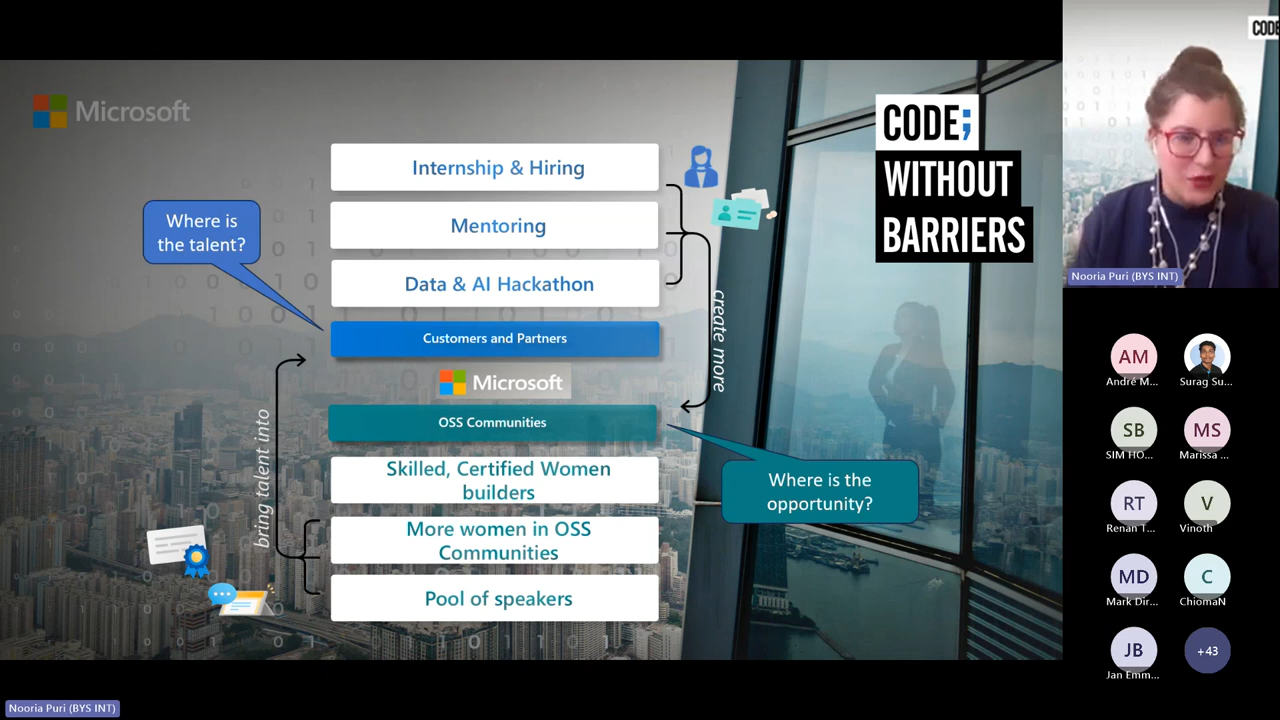 Microsoft
CODE;
WITHOUT
BARRIERS
Internship & Hiring
Mentoring
Data & AI Hackathon
Where is
the talent?
Customers and Partners
Microsoft
OSS Communities
create more
bring talent into
Skilled, Certified Women
builders
More women in OSS
Communities
Pool of speakers
Where is the
opportunity?
CODE
Nooria Puri (BYS INT)
AM
André M...
Surag Su...
SB
SIM HO...
MS
Marissa ...
RT
Renan T...
V
Vinoth
MD
Mark Dir...
C
ChiomaN
JB
Jan Emm...
+43
Nooria Puri (BYS INT)